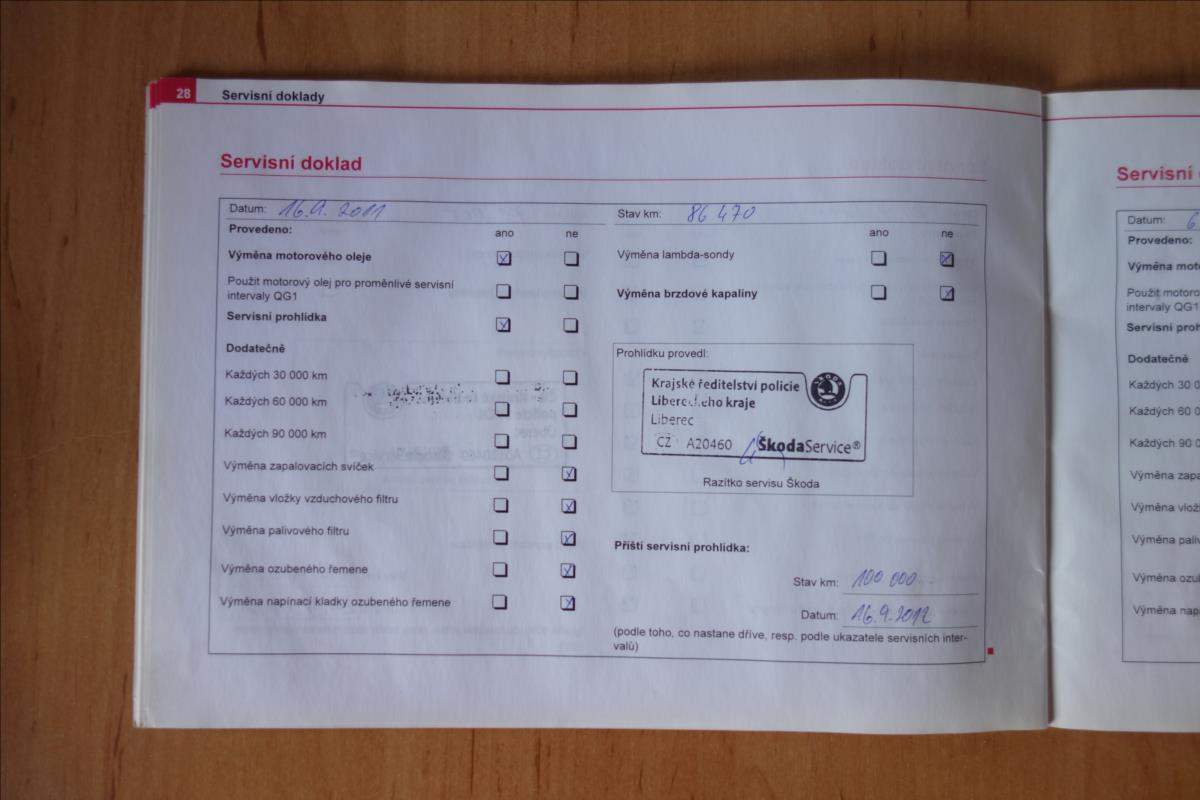 28 Servisní doklady
Servisní doklad
Datum: 16.9. 2011
Provedeno: ano ne
Výměna motorového oleje
Použit motorový olej pro proměnlivé servisní
intervaly QG1
Servisní prohlídka
Dodatečně
Každých 30 000 km
Každých 60 000 km
Každých 90 000 km
Výměna zapalovacích svíček
Výměna vložky vzduchového filtru
Výměna palivového filtru
Výměna ozubeného řemene
Výměna napínací kladky ozubeného řemene
Stav km: 86 470
ano ne
Výměna lambda-sondy
Výměna brzdové kapaliny
Prohlídku provedl:
Krajské ředitelství policie
Libereckého kraje
Liberec
CZ A20460 ŠkodaService®
Razítko servisu Škoda
Příští servisní prohlídka:
Stav km: 100 000
Datum: 16.9.2012
(podle toho, co nastane dříve, resp. podle ukazatele servisních inter-
valů)
Servisní
Datum: 6
Provedeno:
Výměna moto
Použit motoro
intervaly QG1
Servisní proh
Dodatečně
Každých 30 0
Každých 60 0
Každých 90 0
Výměna zapa
Výměna vlož
Výměna paliv
Výměna ozu
Výměna nap